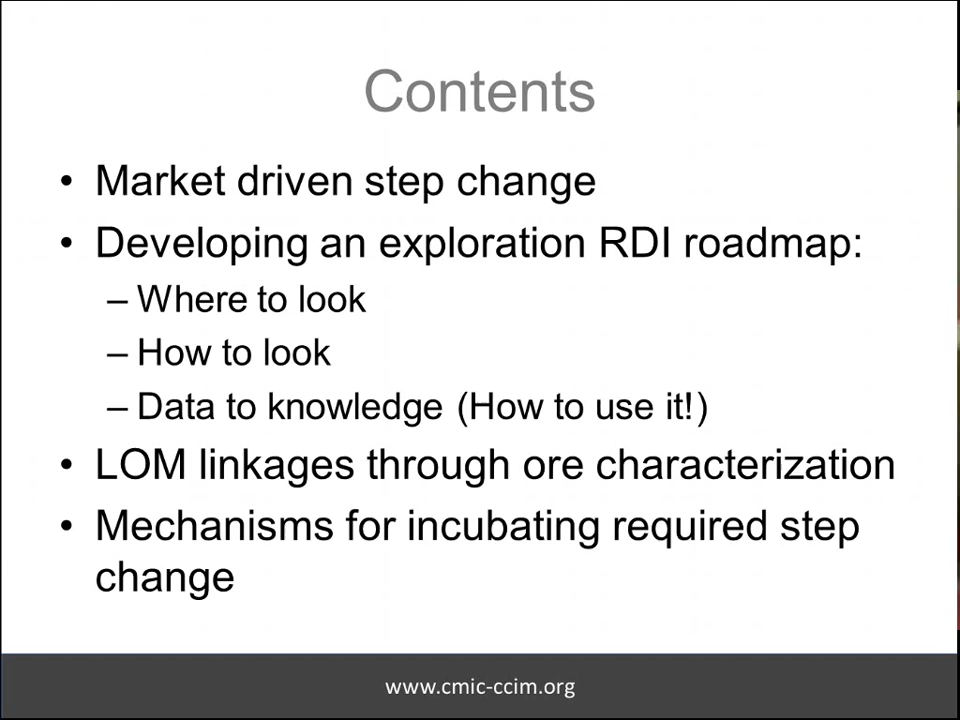 Contents
• Market driven step change
• Developing an exploration RDI roadmap:
– Where to look
– How to look
– Data to knowledge (How to use it!)
• LOM linkages through ore characterization
• Mechanisms for incubating required step
change
www.cmic-ccim.org